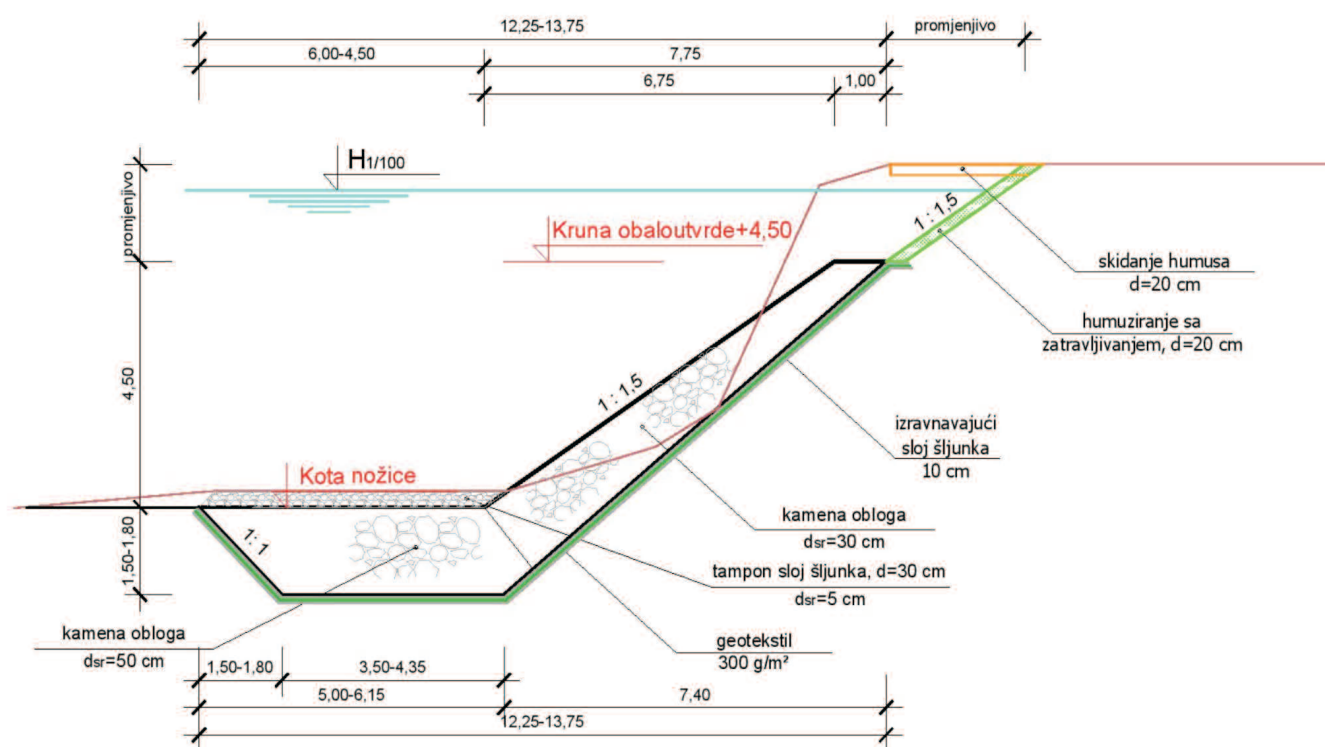 12,25-13,75
promjenjivo
6,00-4,50
7,75
6,75
1,00
H1/100
promjenjivo
Kruna obaloutvrde+4,50
1 : 1,5
skidanje humusa
d=20 cm
humuziranje sa
zatravljivanjem, d=20 cm
4,50
1 : 1,5
izravnavajući
sloj šljunka
10 cm
Kota nožice
1,50-1,80
1: 1
kamena obloga
dsr=30 cm
tampon sloj šljunka, d=30 cm
dsr=5 cm
kamena obloga
dsr=50 cm
geotekstil
300 g/m²
1,50-1,80
3,50-4,35
5,00-6,15
7,40
12,25-13,75